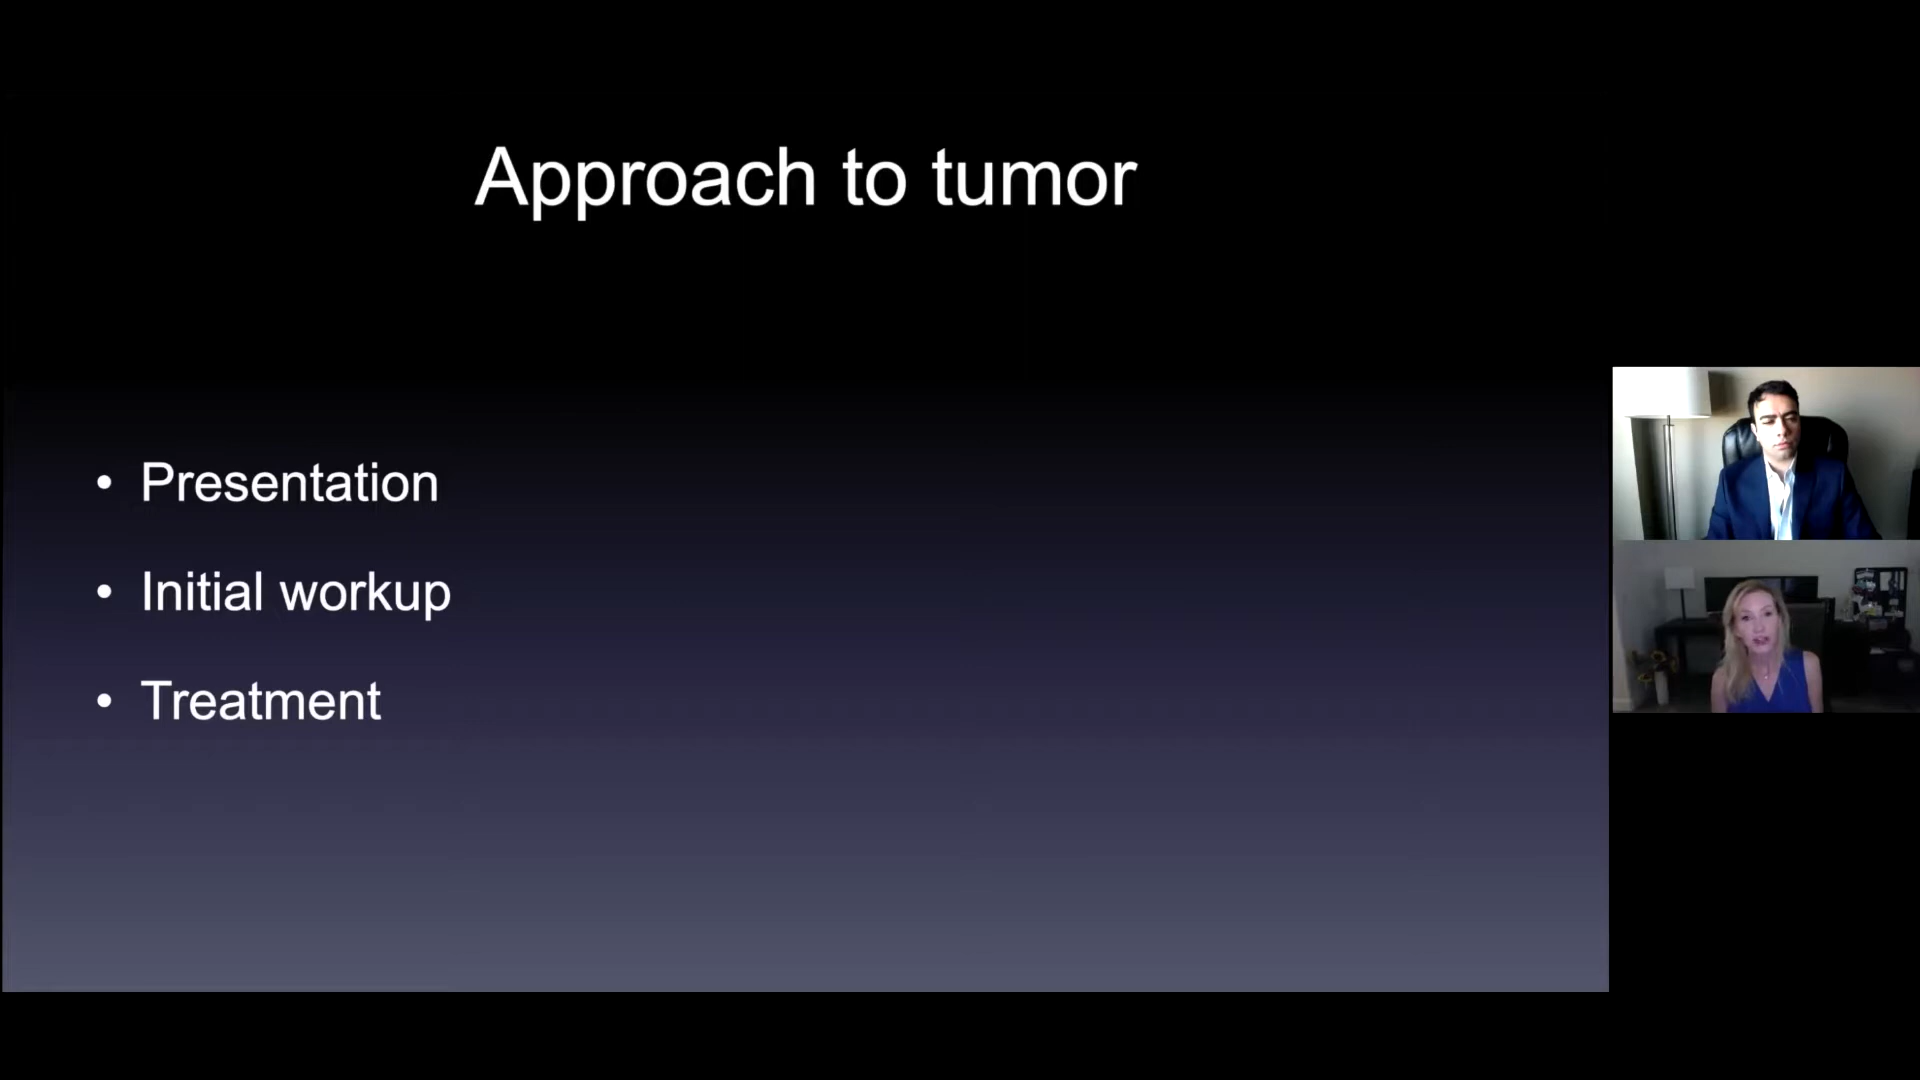 Approach to tumor
• Presentation
• Initial workup
• Treatment